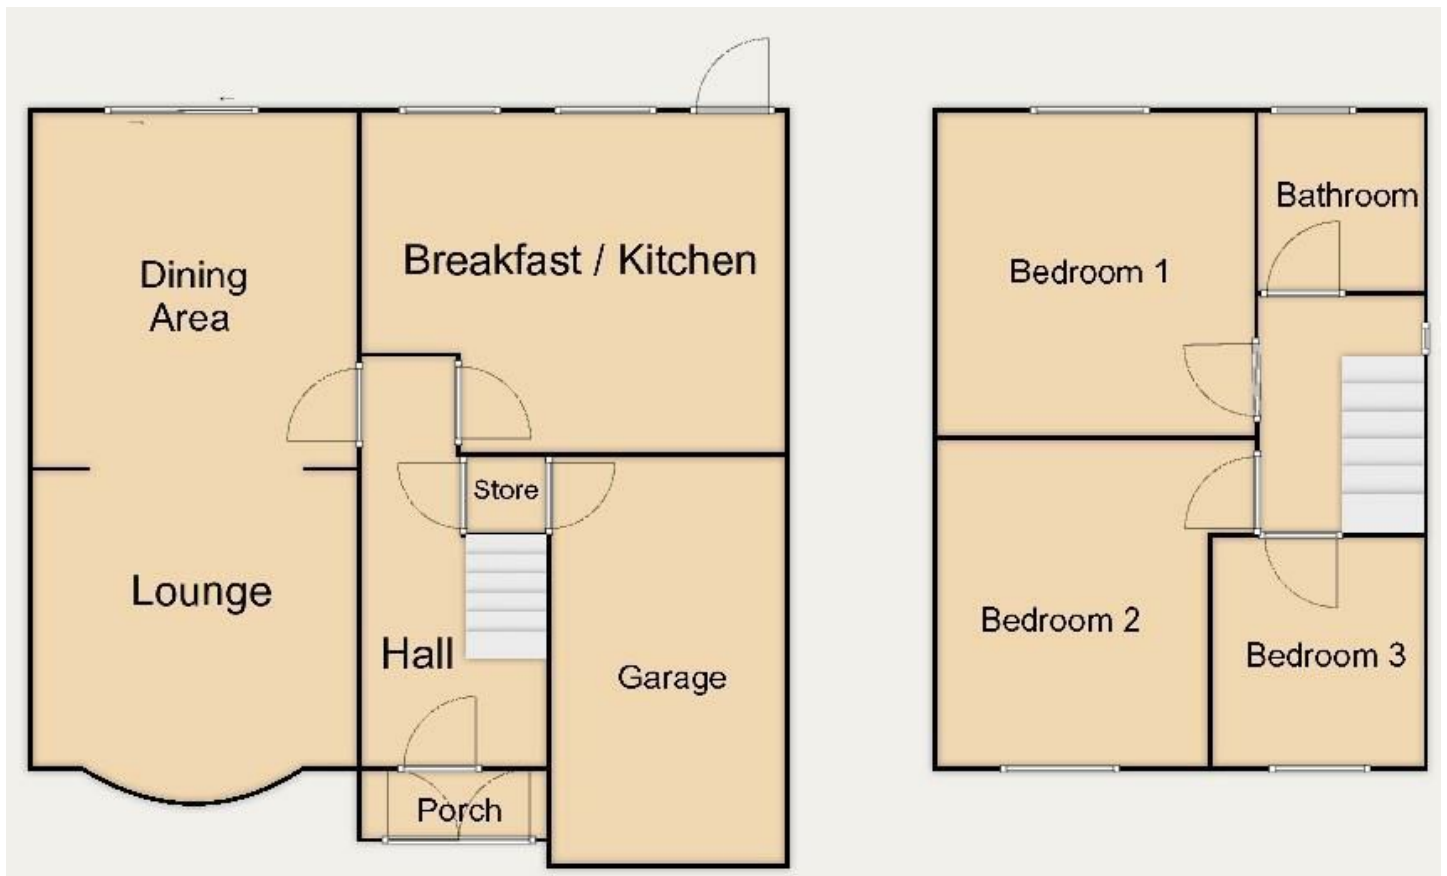 Dining
Area
Breakfast / Kitchen
Store
Lounge
Hall
Garage
Porch
Bathroom
Bedroom 1
Bedroom 2
Bedroom 3